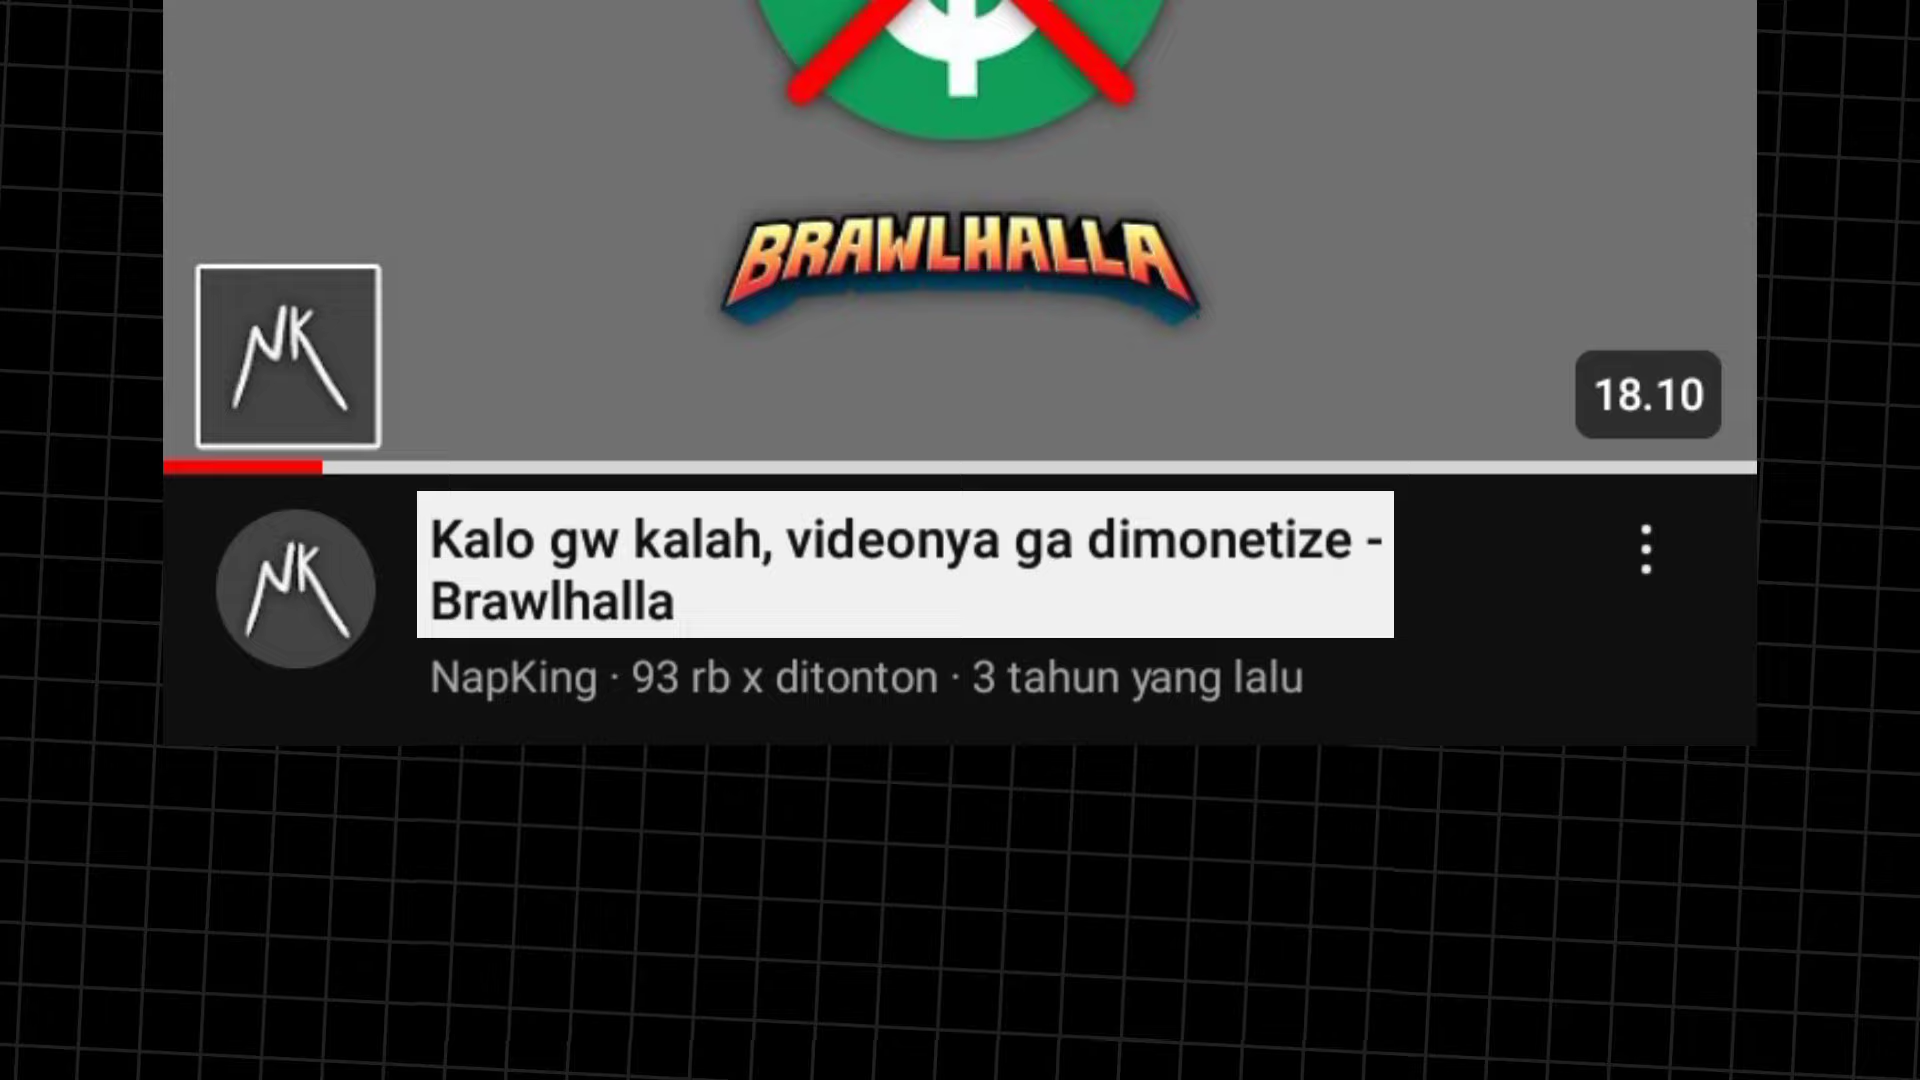 BRAWLHALLA
NK
18.10
NK
Kalo gw kalah, videonya ga dimonetize -
Brawlhalla
NapKing · 93 rb x ditonton · 3 tahun yang lalu